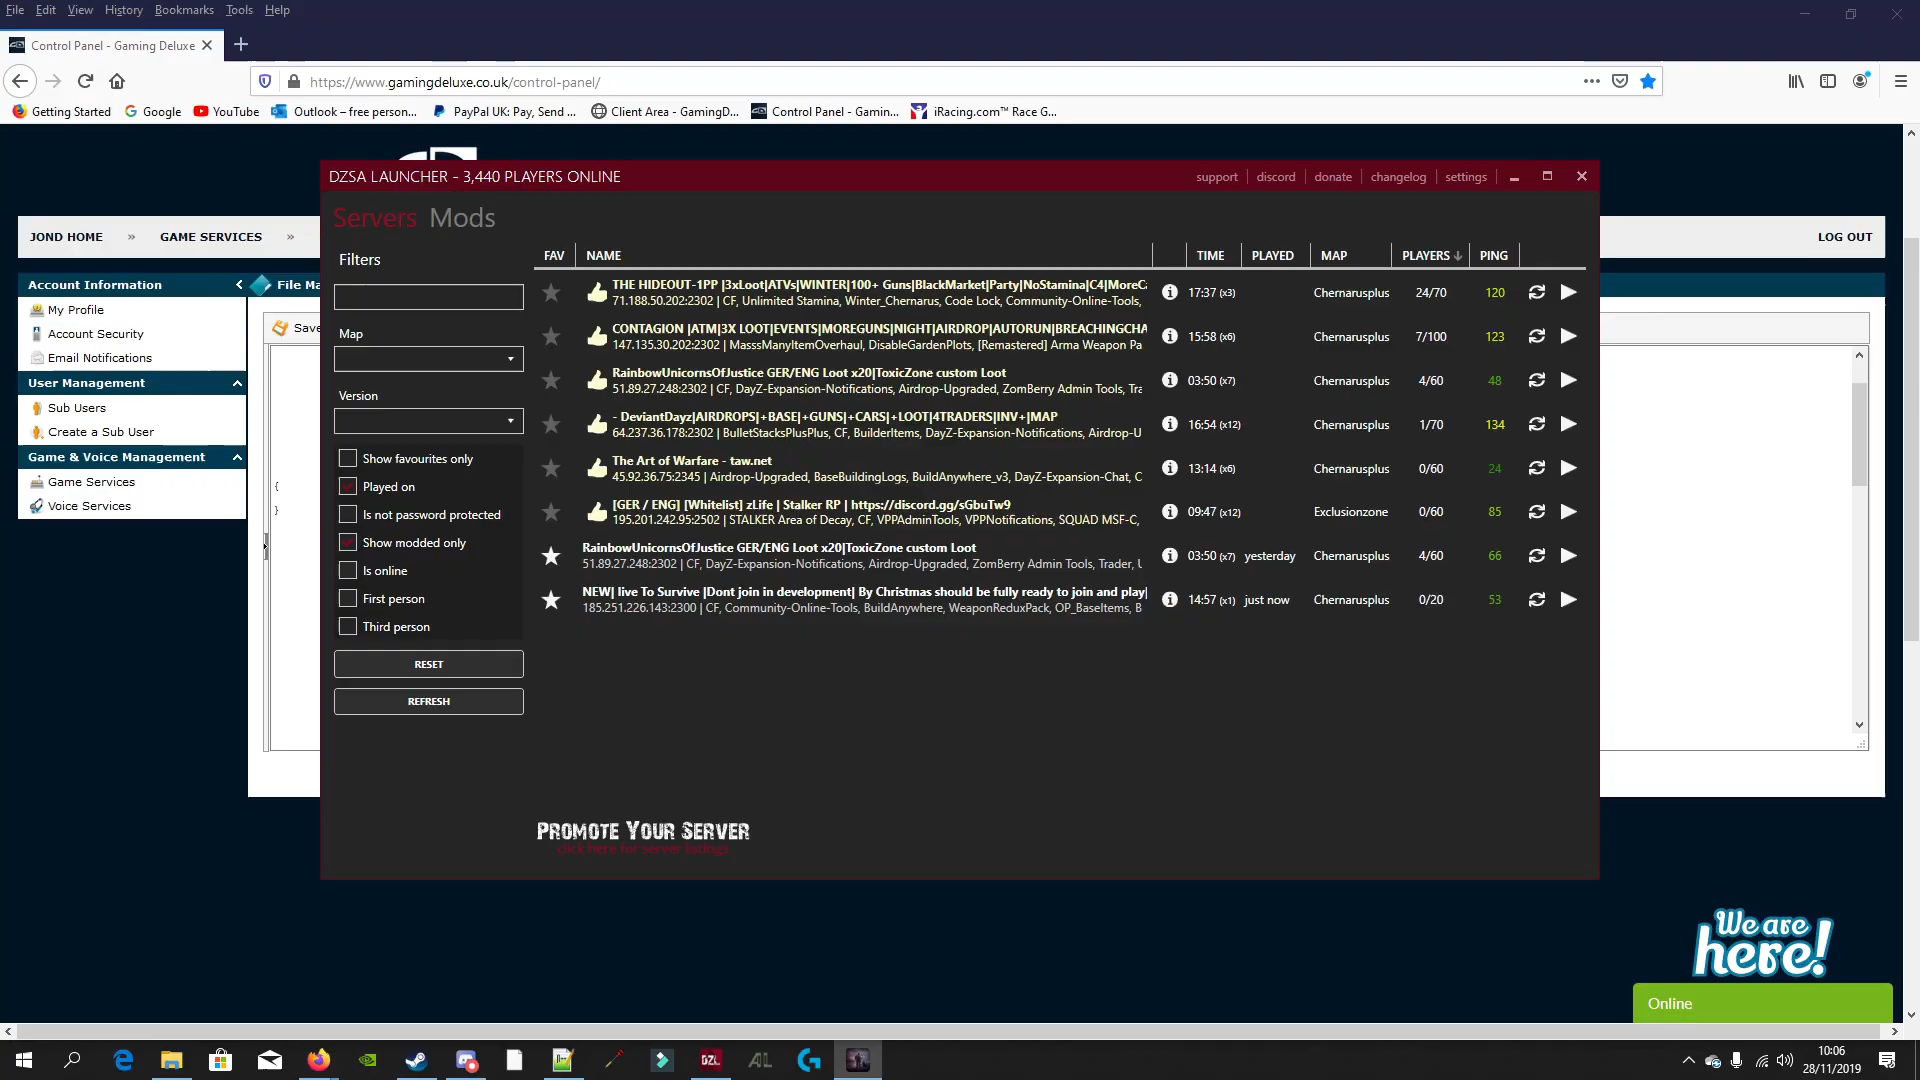 File Edit View History Bookmarks Tools Help
Control Panel - Gaming Deluxe
https://www.gamingdeluxe.co.uk/control-panel/
Getting Started Google YouTube Outlook – free person... PayPal UK: Pay, Send ... Client Area - GamingD... Control Panel - Gamin... iRacing.com™ Race G...
JOND HOME » GAME SERVICES »
LOG OUT
Account Information
My Profile
Account Security
Email Notifications
User Management
Sub Users
Create a Sub User
Game & Voice Management
Game Services
Voice Services
File Ma
Save
{
}
DZSA LAUNCHER - 3,440 PLAYERS ONLINE
support discord donate changelog settings
Servers Mods
Filters
Map
Version
Show favourites only
Played on
Is not password protected
Show modded only
Is online
First person
Third person
RESET
REFRESH
FAV NAME TIME PLAYED MAP PLAYERS PING
THE HIDEOUT-1PP |3xLoot|ATVs|WINTER|100+ Guns|BlackMarket|Party|NoStamina|C4|MoreCa
71.188.50.202:2302 | CF, Unlimited Stamina, Winter_Chernarus, Code Lock, Community-Online-Tools,
17:37 (x3) Chernarusplus 24/70 120
CONTAGION |ATM|3X LOOT|EVENTS|MOREGUNS|NIGHT|AIRDROP|AUTORUN|BREACHINGCHA
147.135.30.202:2302 | MasssManyItemOverhaul, DisableGardenPlots, [Remastered] Arma Weapon Pa
15:58 (x6) Chernarusplus 7/100 123
RainbowUnicornsOfJustice GER/ENG Loot x20|ToxicZone custom Loot
51.89.27.248:2302 | CF, DayZ-Expansion-Notifications, Airdrop-Upgraded, ZomBerry Admin Tools, Tra
03:50 (x7) Chernarusplus 4/60 48
- DeviantDayz|AIRDROPS|+BASE|+GUNS|+CARS|+LOOT|4TRADERS|INV+|MAP
64.237.36.178:2302 | BulletStacksPlusPlus, CF, BuilderItems, DayZ-Expansion-Notifications, Airdrop-U
16:54 (x12) Chernarusplus 1/70 134
The Art of Warfare - taw.net
45.92.36.75:2345 | Airdrop-Upgraded, BaseBuildingLogs, BuildAnywhere_v3, DayZ-Expansion-Chat, C
13:14 (x6) Chernarusplus 0/60 24
[GER / ENG] [Whitelist] zLife | Stalker RP | https://discord.gg/sGbuTw9
195.201.242.95:2502 | STALKER Area of Decay, CF, VPPAdminTools, VPPNotifications, SQUAD MSF-C,
09:47 (x12) Exclusionzone 0/60 85
RainbowUnicornsOfJustice GER/ENG Loot x20|ToxicZone custom Loot
51.89.27.248:2302 | CF, DayZ-Expansion-Notifications, Airdrop-Upgraded, ZomBerry Admin Tools, Trader, U
03:50 (x7) yesterday Chernarusplus 4/60 66
NEW| live To Survive |Dont join in development| By Christmas should be fully ready to join and play|
185.251.226.143:2300 | CF, Community-Online-Tools, BuildAnywhere, WeaponReduxPack, OP_BaseItems, B
14:57 (x1) just now Chernarusplus 0/20 53
PROMOTE YOUR SERVER
click here for server listings
We are
here!
Online
DZL
AL
10:06
28/11/2019